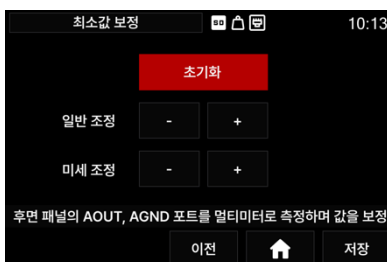 최소값 보정 SD 10:13
초기화
일반 조정 - +
미세 조정 - +
후면 패널의 AOUT, AGND 포트를 멀티미터로 측정하며 값을 보정
이전 저장